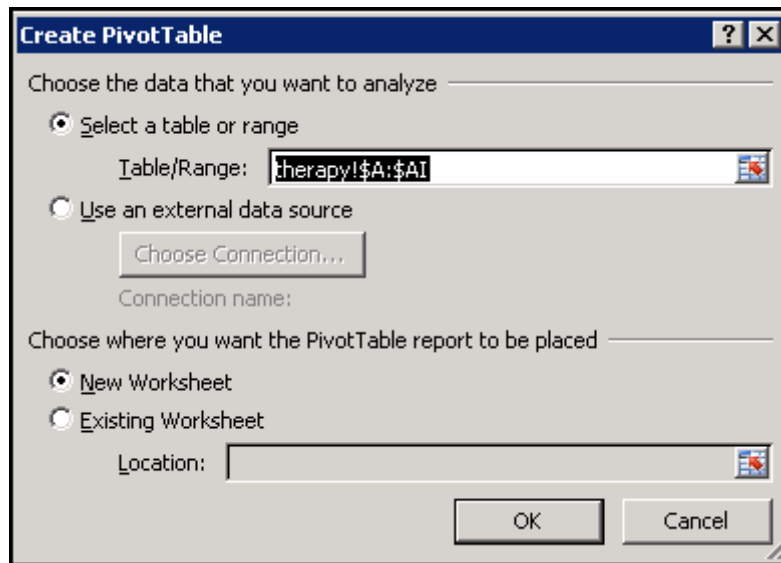 Create PivotTable
Choose the data that you want to analyze
Select a table or range
Table/Range: therapy!$A:$AI
Use an external data source
Choose Connection...
Connection name:
Choose where you want the PivotTable report to be placed
New Worksheet
Existing Worksheet
Location:
OK Cancel